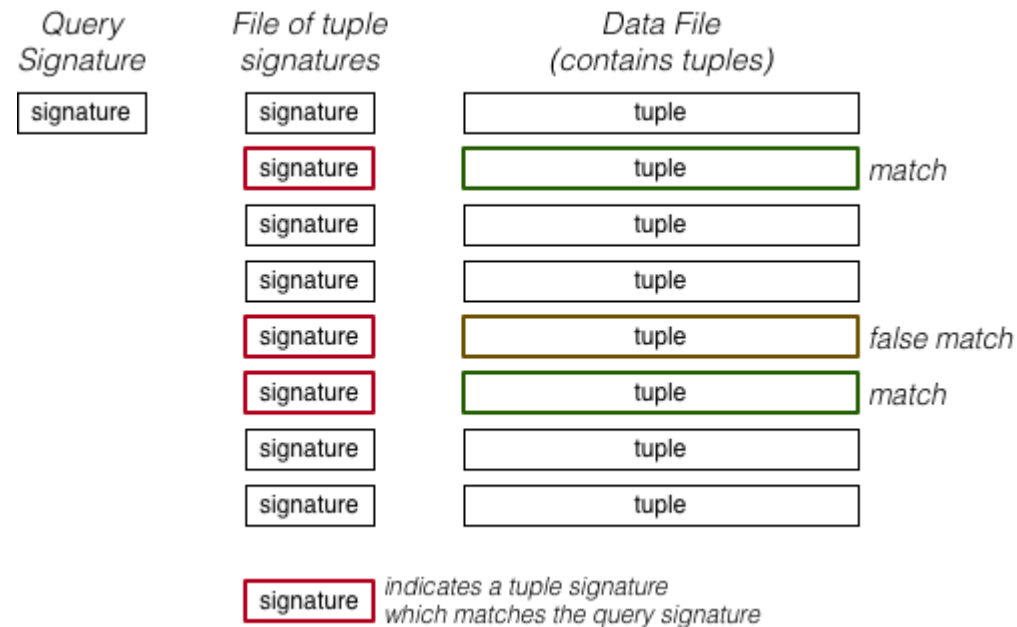 Query
Signature
File of tuple
signatures
Data File
(contains tuples)
signature signature tuple
signature tuple match
signature tuple
signature tuple
signature tuple false match
signature tuple match
signature tuple
signature tuple
signature indicates a tuple signature
which matches the query signature